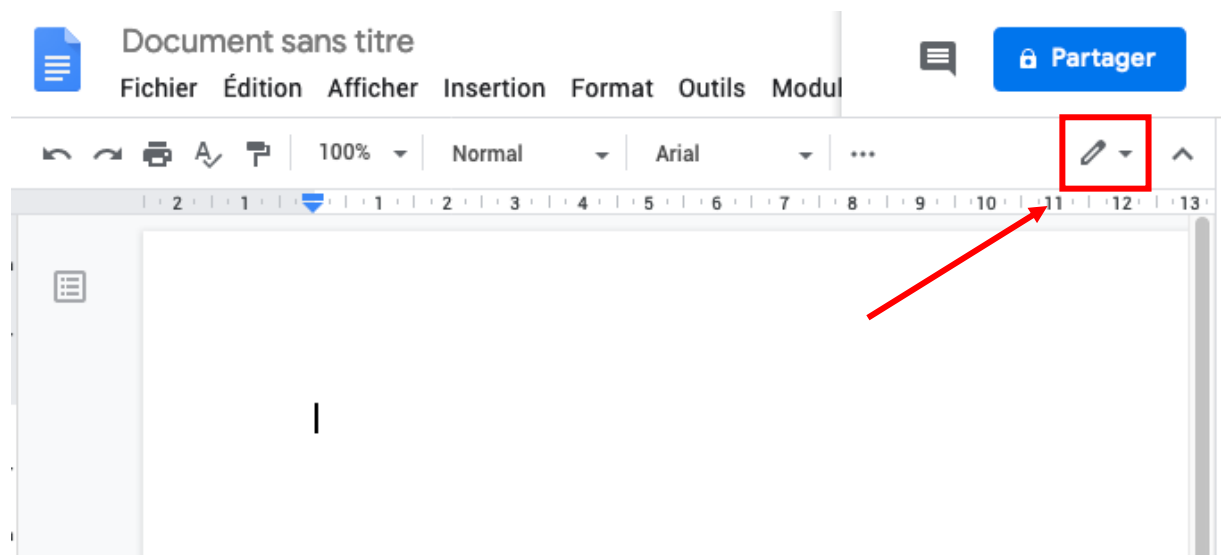 Document sans titre
Partager
Fichier Édition Afficher Insertion Format Outils Modul
100% Normal Arial
2 1 1 2 3 4 5 6 7 8 9 10 11 12 13